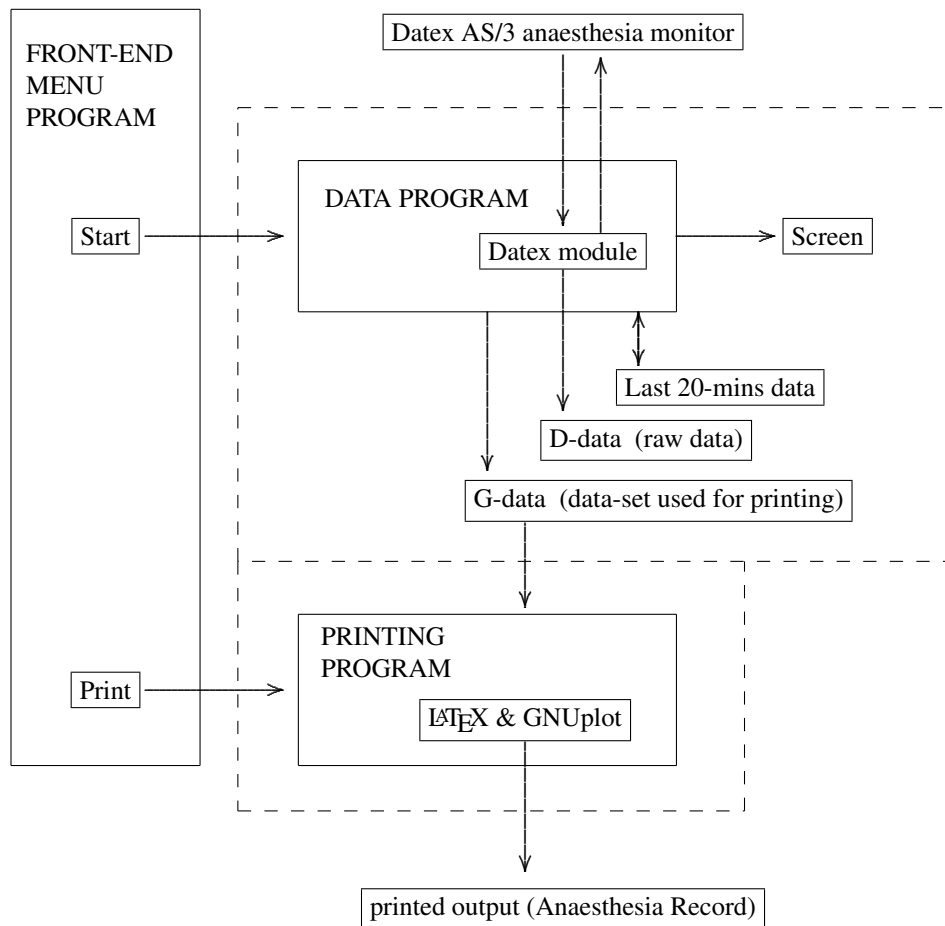 FRONT-END
MENU
PROGRAM
Datex AS/3 anaesthesia monitor
DATA PROGRAM
Start
Datex module
Screen
Last 20-mins data
D-data (raw data)
G-data (data-set used for printing)
PRINTING
PROGRAM
Print
LATEX & GNUplot
printed output (Anaesthesia Record)